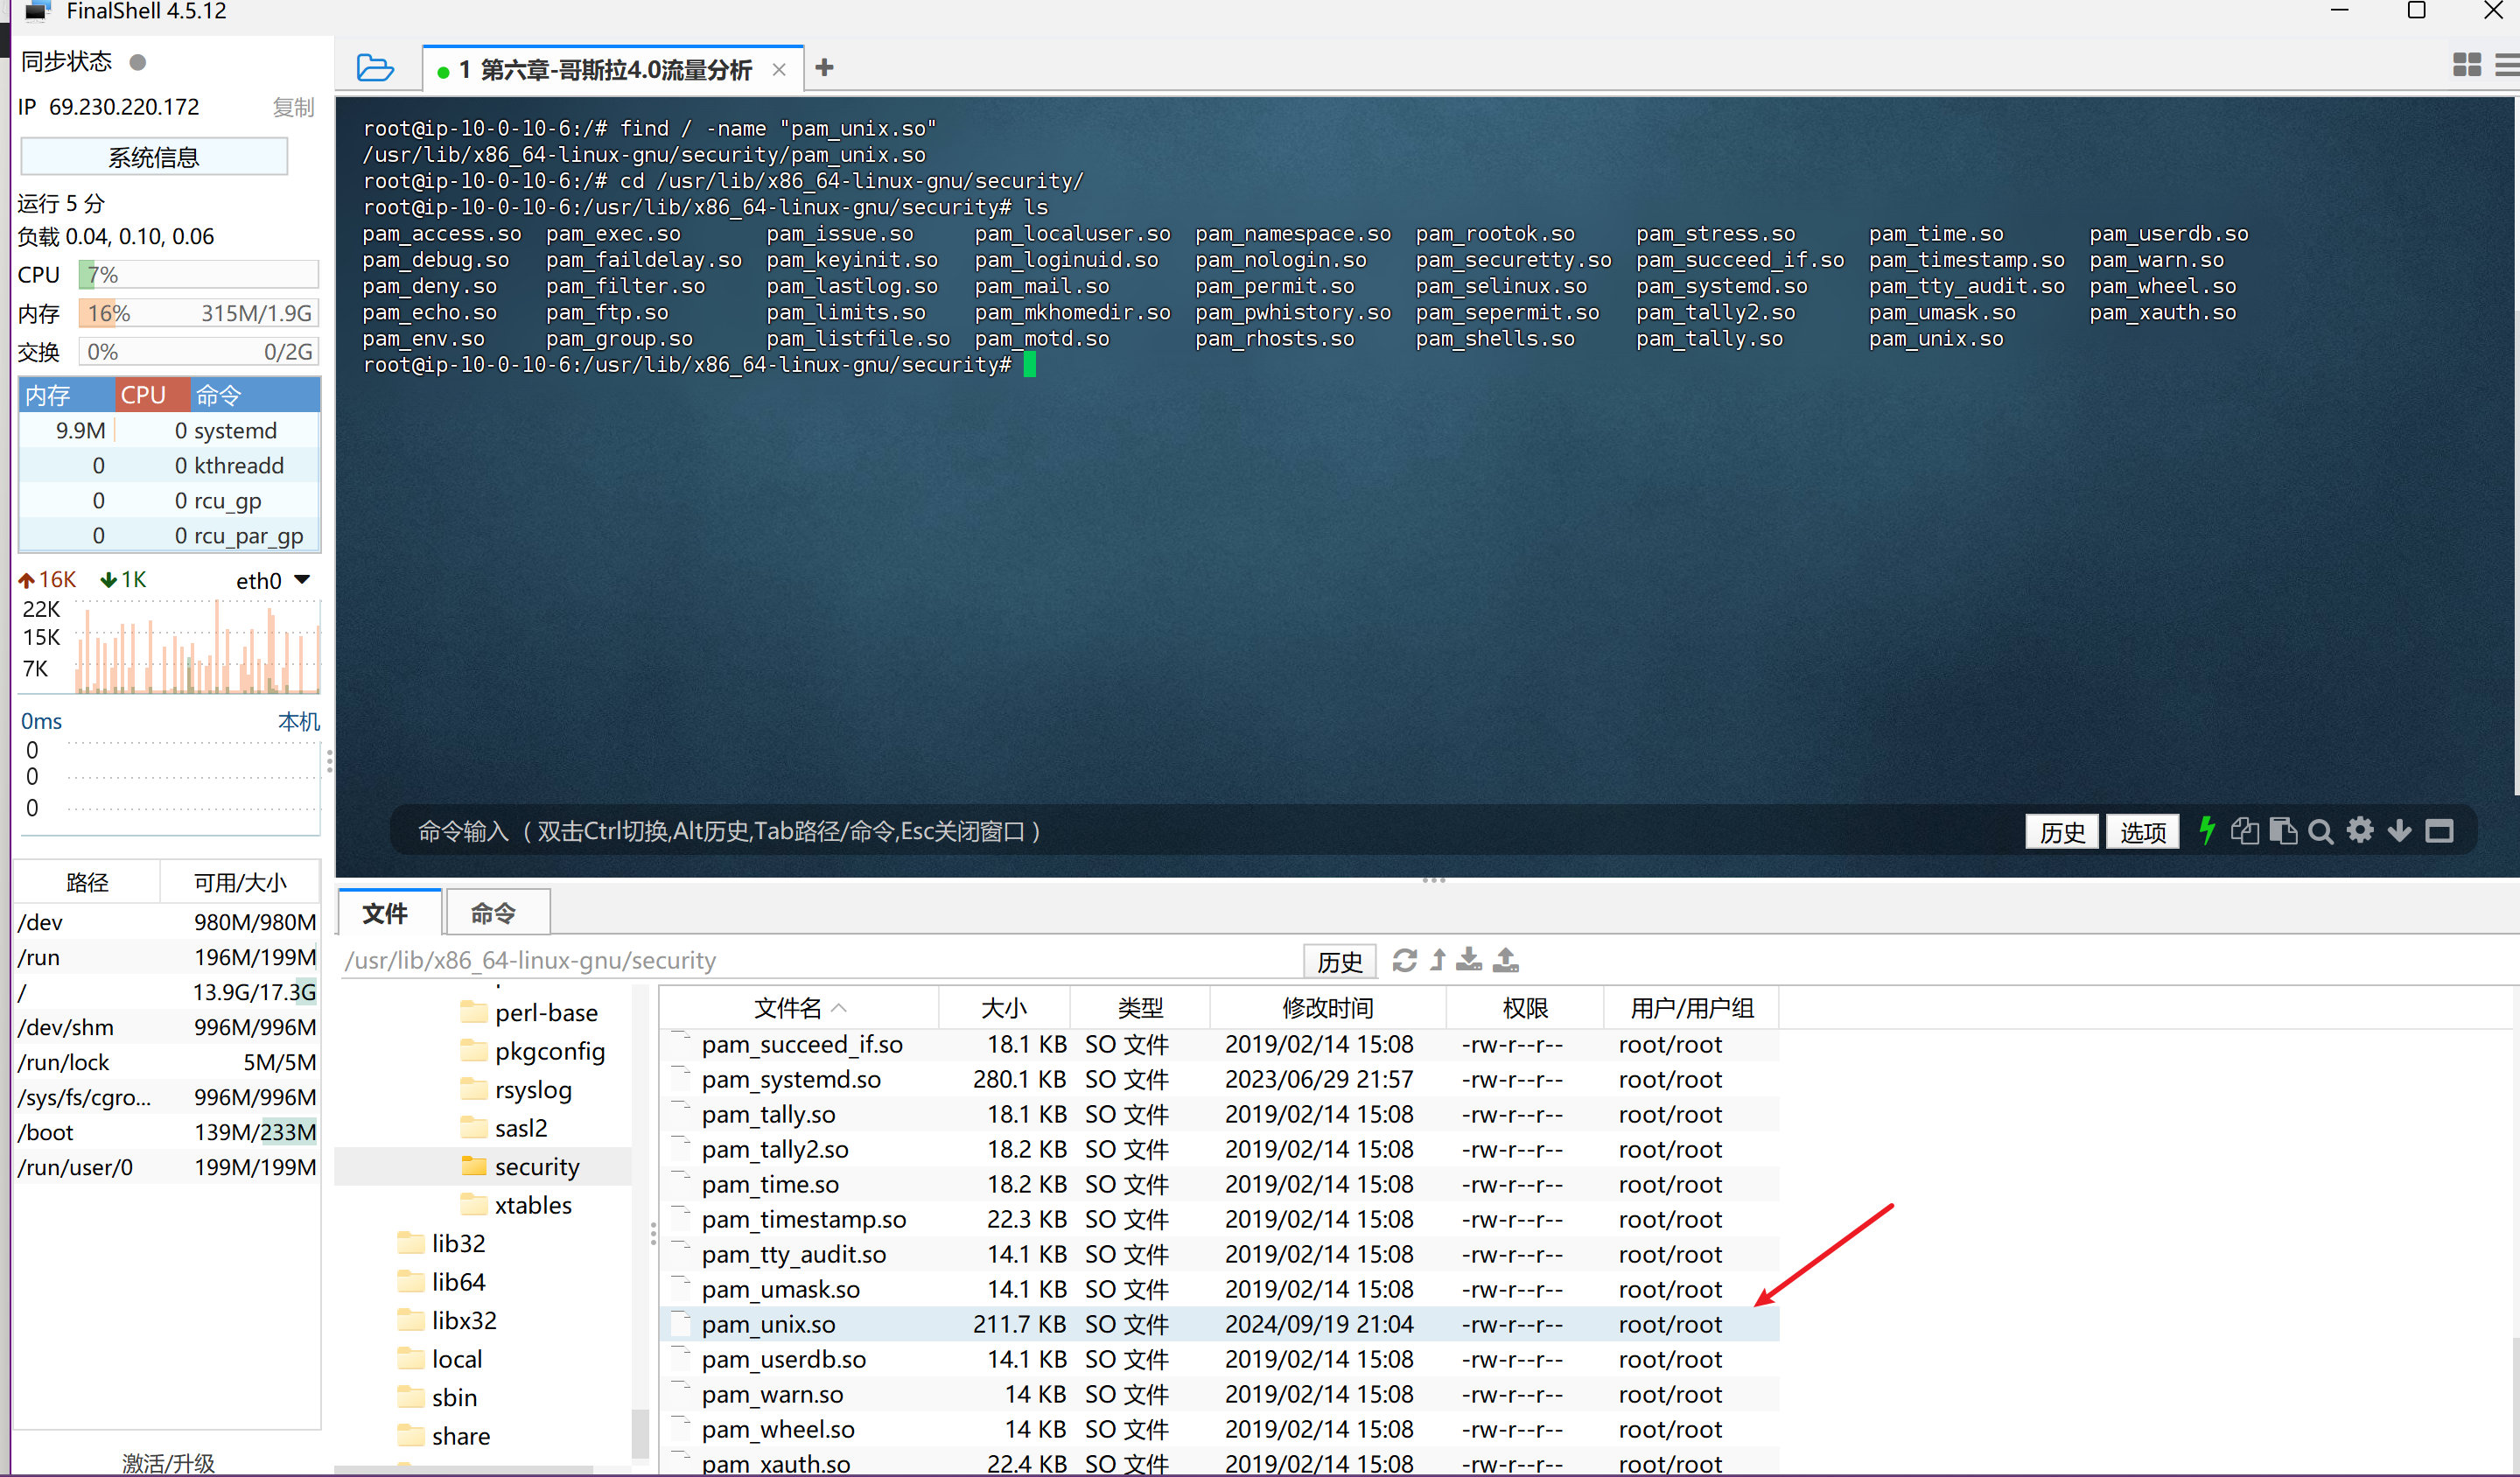 FinalShell 4.5.12
同步状态
IP 69.230.220.172 复制
系统信息
运行 5 分
负载 0.04, 0.10, 0.06
CPU 7%
内存 16% 315M/1.9G
交换 0% 0/2G
内存 CPU 命令
9.9M 0 systemd
0 0 kthreadd
0 0 rcu_gp
0 0 rcu_par_gp
16K 1K eth0
22K
15K
7K
0ms 本机
0
0
0
路径 可用/大小
/dev 980M/980M
/run 196M/199M
/ 13.9G/17.3G
/dev/shm 996M/996M
/run/lock 5M/5M
/sys/fs/cgro... 996M/996M
/boot 139M/233M
/run/user/0 199M/199M
激活/升级
1 第六章-哥斯拉4.0流量分析
root@ip-10-0-10-6:/# find / -name "pam_unix.so"
/usr/lib/x86_64-linux-gnu/security/pam_unix.so
root@ip-10-0-10-6:/# cd /usr/lib/x86_64-linux-gnu/security/
root@ip-10-0-10-6:/usr/lib/x86_64-linux-gnu/security# ls
pam_access.so pam_exec.so pam_issue.so pam_localuser.so pam_namespace.so pam_rootok.so pam_stress.so pam_time.so pam_userdb.so
pam_debug.so pam_faildelay.so pam_keyinit.so pam_loginuid.so pam_nologin.so pam_securetty.so pam_succeed_if.so pam_timestamp.so pam_warn.so
pam_deny.so pam_filter.so pam_lastlog.so pam_mail.so pam_permit.so pam_selinux.so pam_systemd.so pam_tty_audit.so pam_wheel.so
pam_echo.so pam_ftp.so pam_limits.so pam_mkhomedir.so pam_pwhistory.so pam_sepermit.so pam_tally2.so pam_umask.so pam_xauth.so
pam_env.so pam_group.so pam_listfile.so pam_motd.so pam_rhosts.so pam_shells.so pam_tally.so pam_unix.so
root@ip-10-0-10-6:/usr/lib/x86_64-linux-gnu/security#
命令输入 (双击Ctrl切换,Alt历史,Tab路径/命令,Esc关闭窗口) 历史 选项
文件 命令
/usr/lib/x86_64-linux-gnu/security 历史
perl-base
pkgconfig
rsyslog
sasl2
security
xtables
lib32
lib64
libx32
local
sbin
share
文件名 大小 类型 修改时间 权限 用户/用户组
pam_succeed_if.so 18.1 KB SO 文件 2019/02/14 15:08 -rw-r--r-- root/root
pam_systemd.so 280.1 KB SO 文件 2023/06/29 21:57 -rw-r--r-- root/root
pam_tally.so 18.1 KB SO 文件 2019/02/14 15:08 -rw-r--r-- root/root
pam_tally2.so 18.2 KB SO 文件 2019/02/14 15:08 -rw-r--r-- root/root
pam_time.so 18.2 KB SO 文件 2019/02/14 15:08 -rw-r--r-- root/root
pam_timestamp.so 22.3 KB SO 文件 2019/02/14 15:08 -rw-r--r-- root/root
pam_tty_audit.so 14.1 KB SO 文件 2019/02/14 15:08 -rw-r--r-- root/root
pam_umask.so 14.1 KB SO 文件 2019/02/14 15:08 -rw-r--r-- root/root
pam_unix.so 211.7 KB SO 文件 2024/09/19 21:04 -rw-r--r-- root/root
pam_userdb.so 14.1 KB SO 文件 2019/02/14 15:08 -rw-r--r-- root/root
pam_warn.so 14 KB SO 文件 2019/02/14 15:08 -rw-r--r-- root/root
pam_wheel.so 14 KB SO 文件 2019/02/14 15:08 -rw-r--r-- root/root
pam_xauth.so 22.4 KB SO 文件 2019/02/14 15:08 -rw-r--r-- root/root